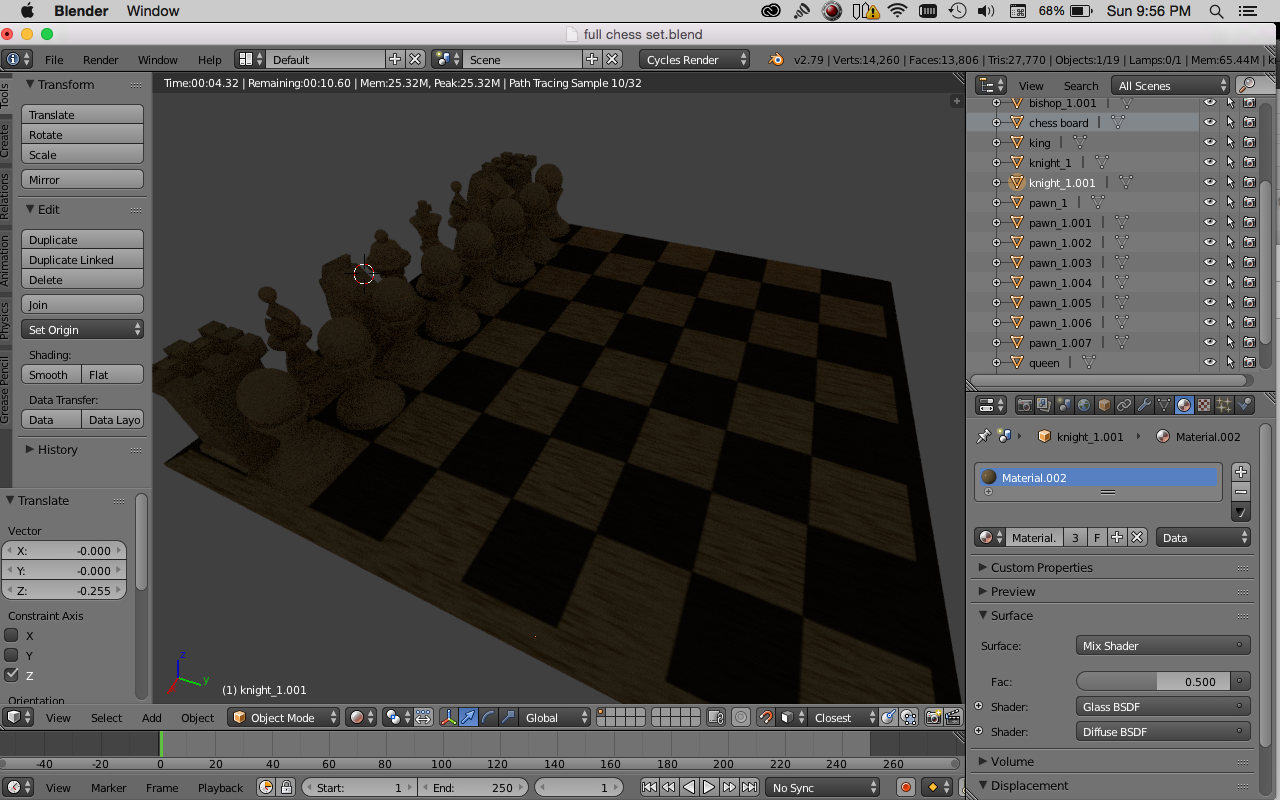 Blender Window 68% Sun 9:56 PM
full chess set.blend
File Render Window Help Default Scene Cycles Render v2.79 | Verts:14,260 | Faces:13,806 | Tris:27,770 | Objects:1/19 | Lamps:0/1 | Mem:65.44M |
Time:00:04.32 | Remaining:00:10.60 | Mem:25.32M, Peak:25.32M | Path Tracing Sample 10/32
Tools
Create
Relations
Animation
Physics
Grease Pencil
Transform
Translate
Rotate
Scale
Mirror
Edit
Duplicate
Duplicate Linked
Delete
Join
Set Origin
Shading:
Smooth Flat
Data Transfer:
Data Data Layo
History
Translate
Vector
X: -0.000
Y: -0.000
Z: -0.255
Constraint Axis
X
Y
Z
Orientation
z
y
(1) knight_1.001
View Select Add Object Object Mode Global Closest
-40 -20 0 20 40 60 80 100 120 140 160 180 200 220 240 260
View Marker Frame Playback Start: 1 End: 250 1 No Sync
View Search All Scenes
bishop_1.001
chess board
king
knight_1
knight_1.001
pawn_1
pawn_1.001
pawn_1.002
pawn_1.003
pawn_1.004
pawn_1.005
pawn_1.006
pawn_1.007
queen
knight_1.001 Material.002
Material.002
Material. 3 F Data
Custom Properties
Preview
Surface
Surface: Mix Shader
Fac: 0.500
Shader: Glass BSDF
Shader: Diffuse BSDF
Volume
Displacement